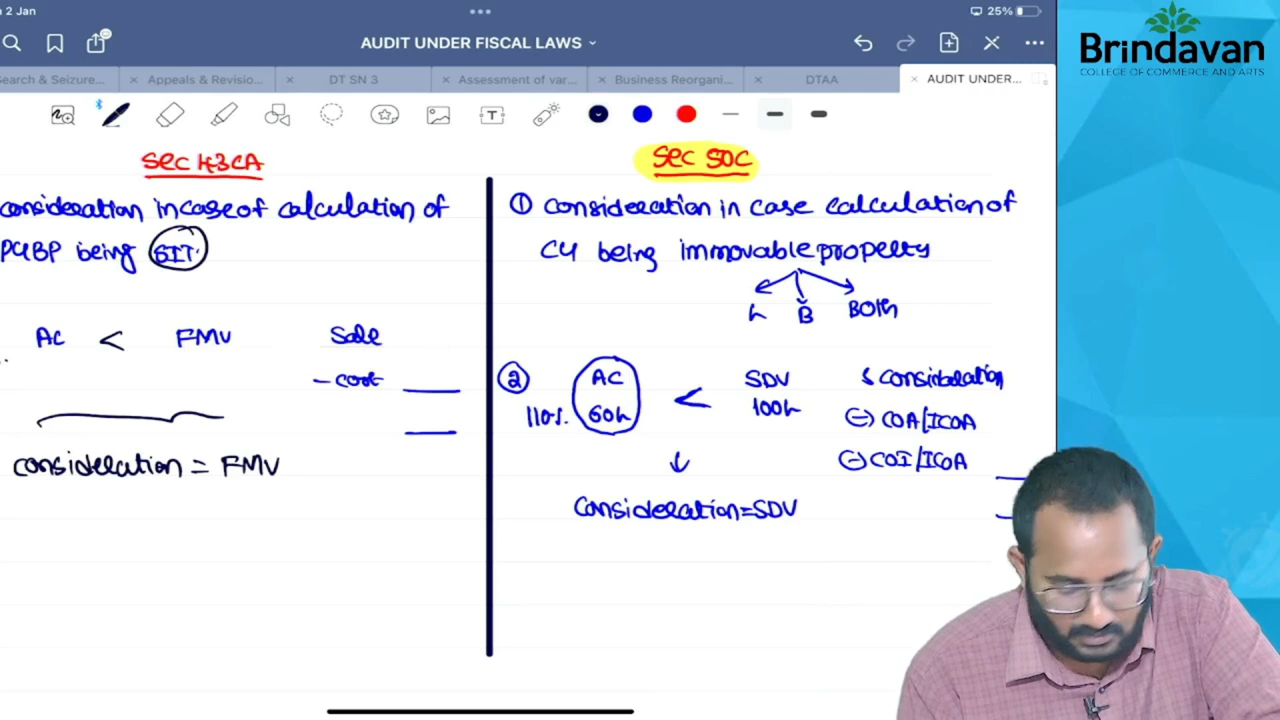 2 Jan
25%
AUDIT UNDER FISCAL LAWS
Brindavan
COLLEGE OF COMMERCE AND ARTS
earch & Seizure...
Appeals & Revisio...
DT SN 3
Assessment of var...
Business Reorgani...
DTAA
AUDIT UNDER...
Sec 43CA
consideration in case of calculation of
PGBP being SIT.
AC < FMV
Sale
- cost
consideration = FMV
Sec 50C
① consideration in case calculation of
CG being immovable property
L B Both
② AC < SDV
110%. 60L 100L
↓
consideration = SDV
S consideration
(-) COA/ICOA
(-) COI/ICOA